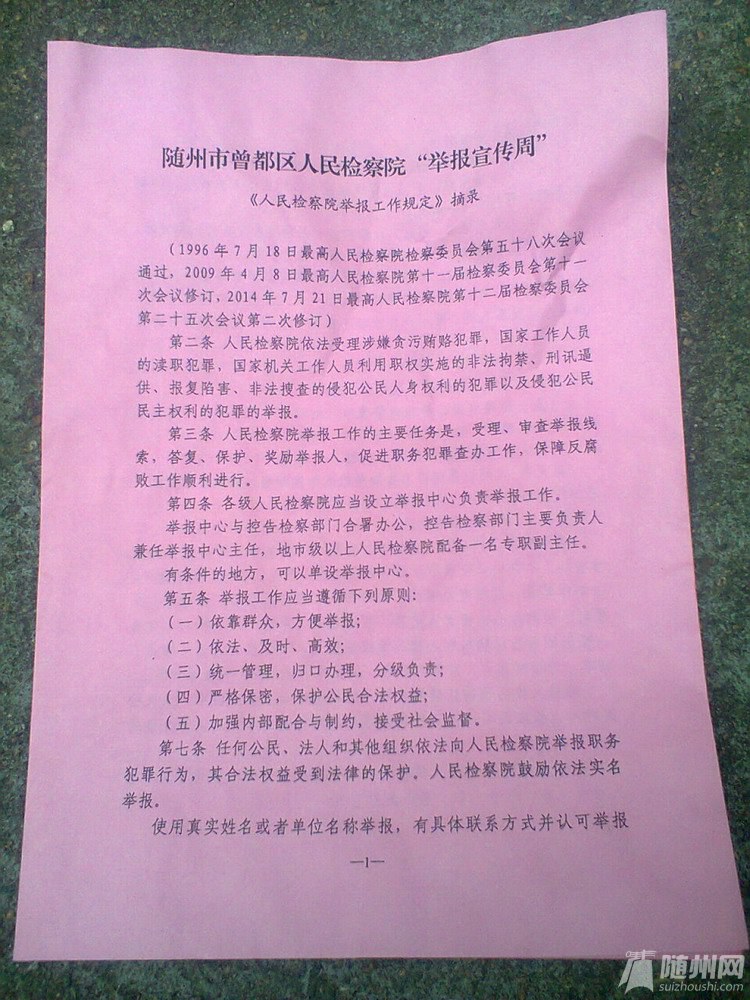 随州市曾都区人民检察院“举报宣传周”
《人民检察院举报工作规定》摘录
(1996年7月18日最高人民检察院检察委员会第五十八次会议
通过，2009年4月8日最高人民检察院第十一届检察委员会第十一
次会议修订，2014年7月21日最高人民检察院第十二届检察委员会
第二十五次会议第二次修订)
第二条 人民检察院依法受理涉嫌贪污贿赂犯罪，国家工作人员
的渎职犯罪，国家机关工作人员利用职权实施的非法拘禁、刑讯逼
供、报复陷害、非法搜查的侵犯公民人身权利的犯罪以及侵犯公民
民主权利的犯罪的举报。
第三条 人民检察院举报工作的主要任务是，受理、审查举报线
索，答复、保护、奖励举报人，促进职务犯罪查办工作，保障反腐
败工作顺利进行。
第四条 各级人民检察院应当设立举报中心负责举报工作。
举报中心与控告检察部门合署办公，控告检察部门主要负责人
兼任举报中心主任，地市级以上人民检察院配备一名专职副主任。
有条件的地方，可以单设举报中心。
第五条 举报工作应当遵循下列原则：
(一)依靠群众，方便举报；
(二)依法、及时、高效；
(三)统一管理，归口办理，分级负责；
(四)严格保密，保护公民合法权益；
(五)加强内部配合与制约，接受社会监督。
第七条 任何公民、法人和其他组织依法向人民检察院举报职务
犯罪行为，其合法权益受到法律的保护。人民检察院鼓励依法实名
举报。
使用真实姓名或者单位名称举报，有具体联系方式并认可举报
—1—
随州网
suizhoushi.com